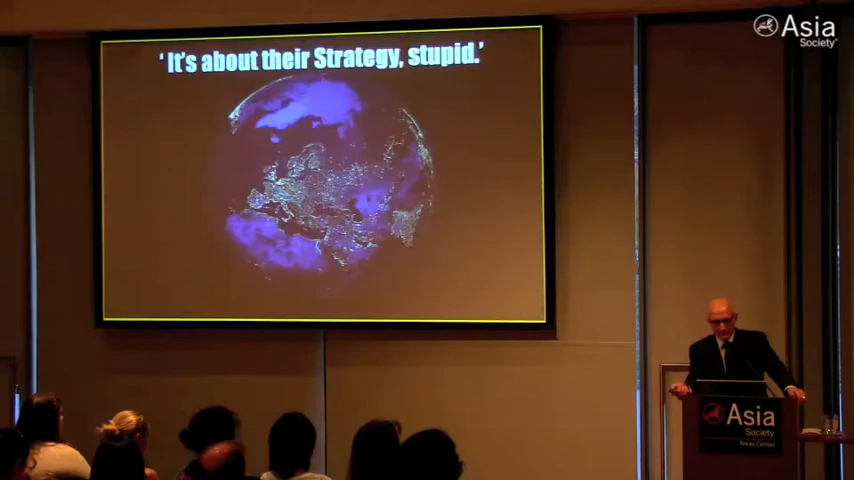 ‘It's about their Strategy, stupid.’
Asia
Society
Asia
Society
Texas Center